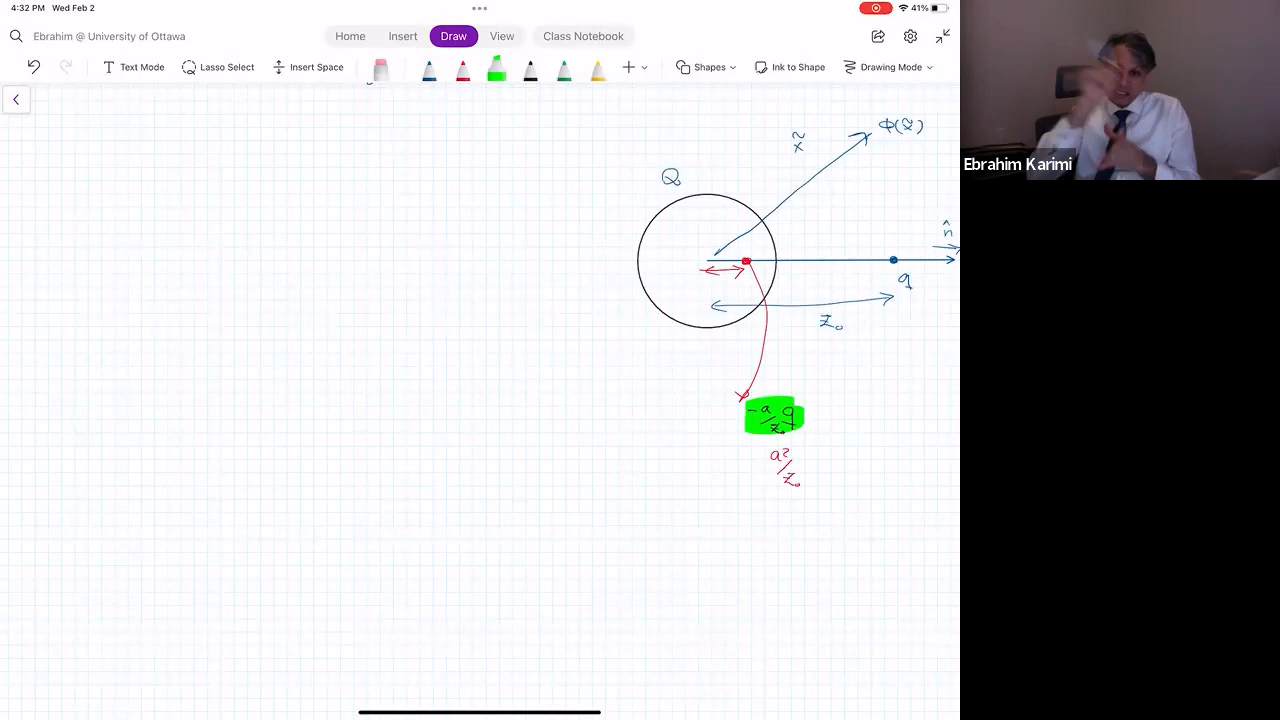 4:32 PM Wed Feb 2
41%
Ebrahim @ University of Ottawa
Home Insert Draw View Class Notebook
Text Mode Lasso Select Insert Space Shapes Ink to Shape Drawing Mode
Ebrahim Karimi
Φ(x̃)
x̃
Q
n̂
q
z₀
-a/z₀ q
a²/z₀